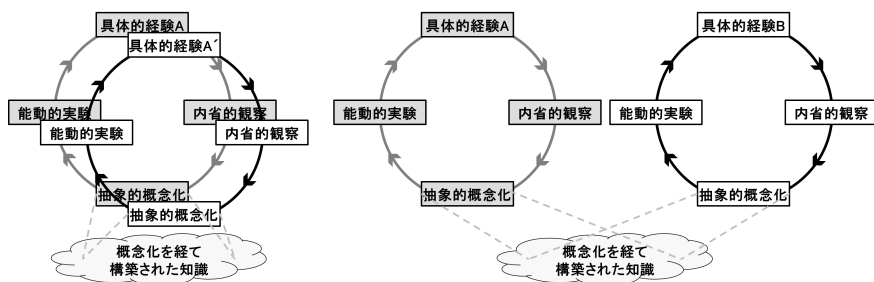 具体的経験A
具体的経験A´
能動的実験
能動的実験
内省的観察
内省的観察
抽象的概念化
抽象的概念化
概念化を経て
構築された知識
具体的経験A
能動的実験
内省的観察
抽象的概念化
具体的経験B
能動的実験
内省的観察
抽象的概念化
概念化を経て
構築された知識